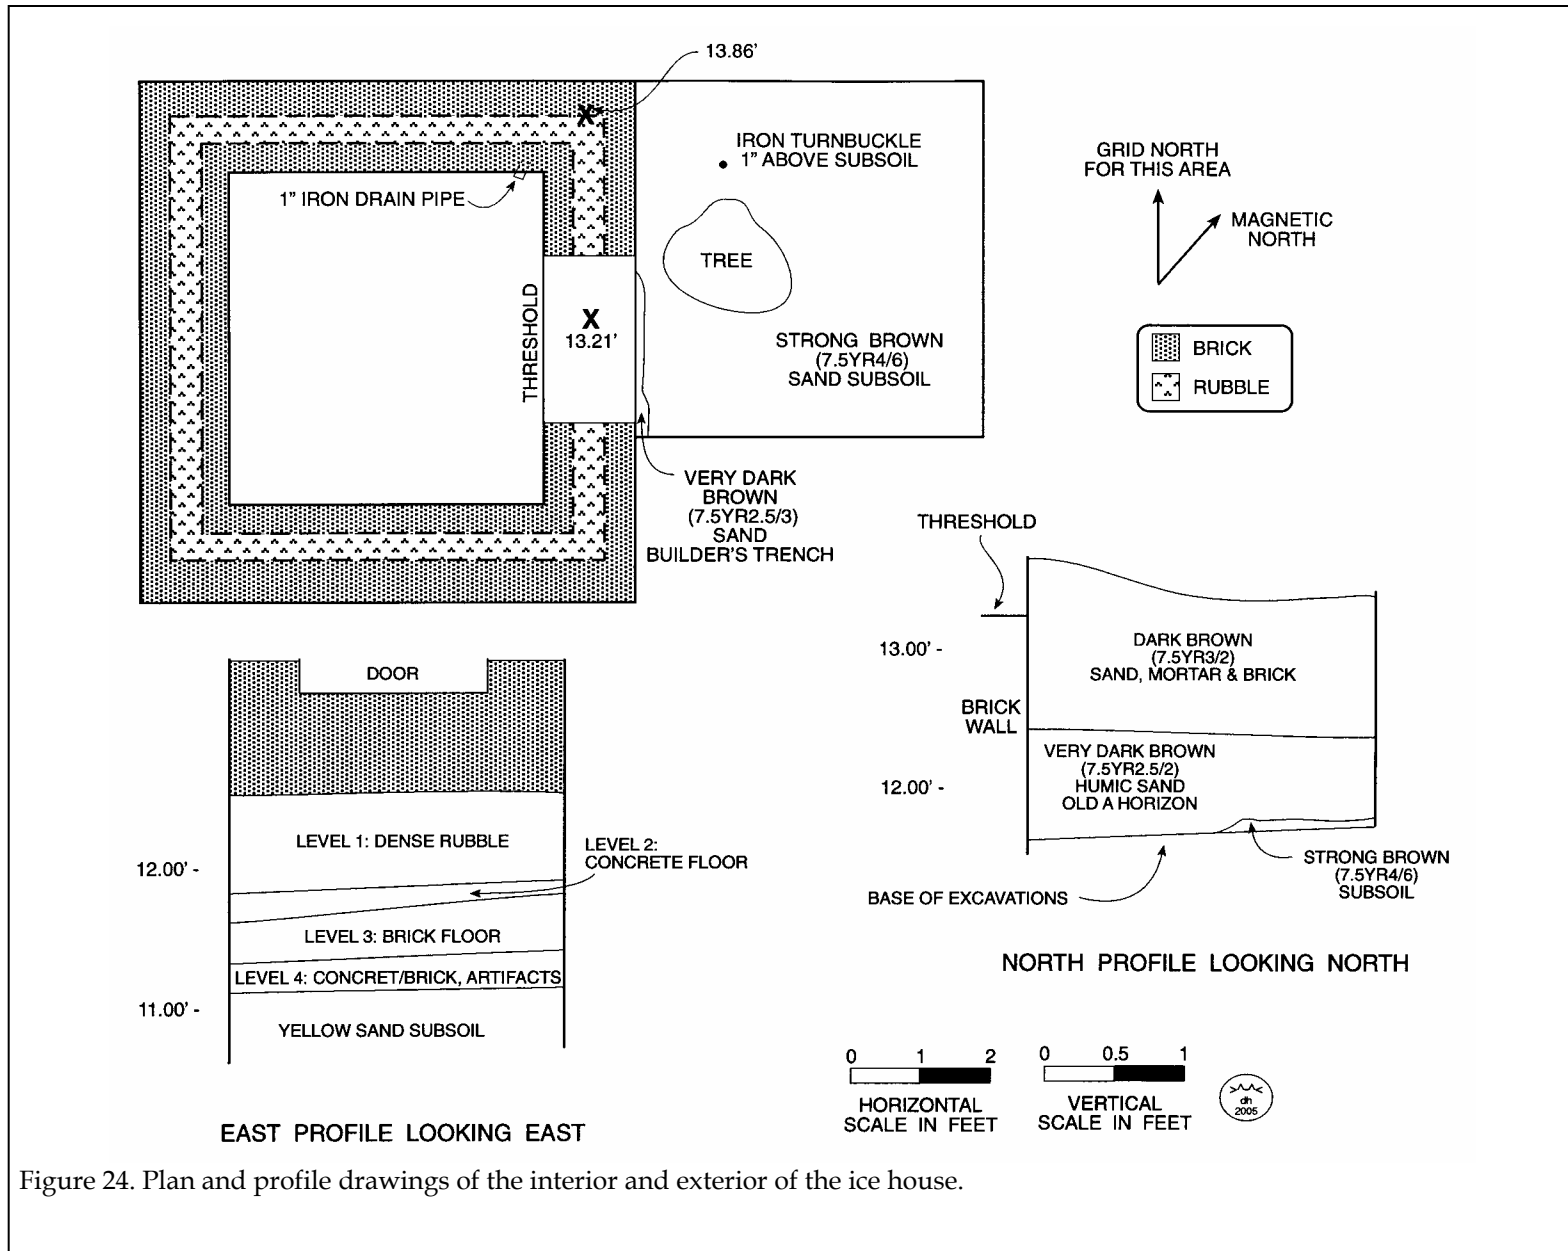 13.86'
IRON TURNBUCKLE
1” ABOVE SUBSOIL
1” IRON DRAIN PIPE
TREE
THRESHOLD
X
X
13.21'
STRONG BROWN
(7.5YR4/6)
SAND SUBSOIL
VERY DARK
BROWN
(7.5YR2.5/3)
SAND
BUILDER'S TRENCH
GRID NORTH
FOR THIS AREA
MAGNETIC
NORTH
BRICK
RUBBLE
DOOR
LEVEL 1: DENSE RUBBLE
LEVEL 2:
CONCRETE FLOOR
12.00' -
LEVEL 3: BRICK FLOOR
LEVEL 4: CONCRET/BRICK, ARTIFACTS
11.00' -
YELLOW SAND SUBSOIL
EAST PROFILE LOOKING EAST
THRESHOLD
13.00' -
DARK BROWN
(7.5YR3/2)
SAND, MORTAR & BRICK
BRICK
WALL
VERY DARK BROWN
(7.5YR2.5/2)
HUMIC SAND
OLD A HORIZON
12.00' -
BASE OF EXCAVATIONS
STRONG BROWN
(7.5YR4/6)
SUBSOIL
NORTH PROFILE LOOKING NORTH
0 1 2
HORIZONTAL
SCALE IN FEET
0 0.5 1
VERTICAL
SCALE IN FEET
dh
2005
Figure 24. Plan and profile drawings of the interior and exterior of the ice house.